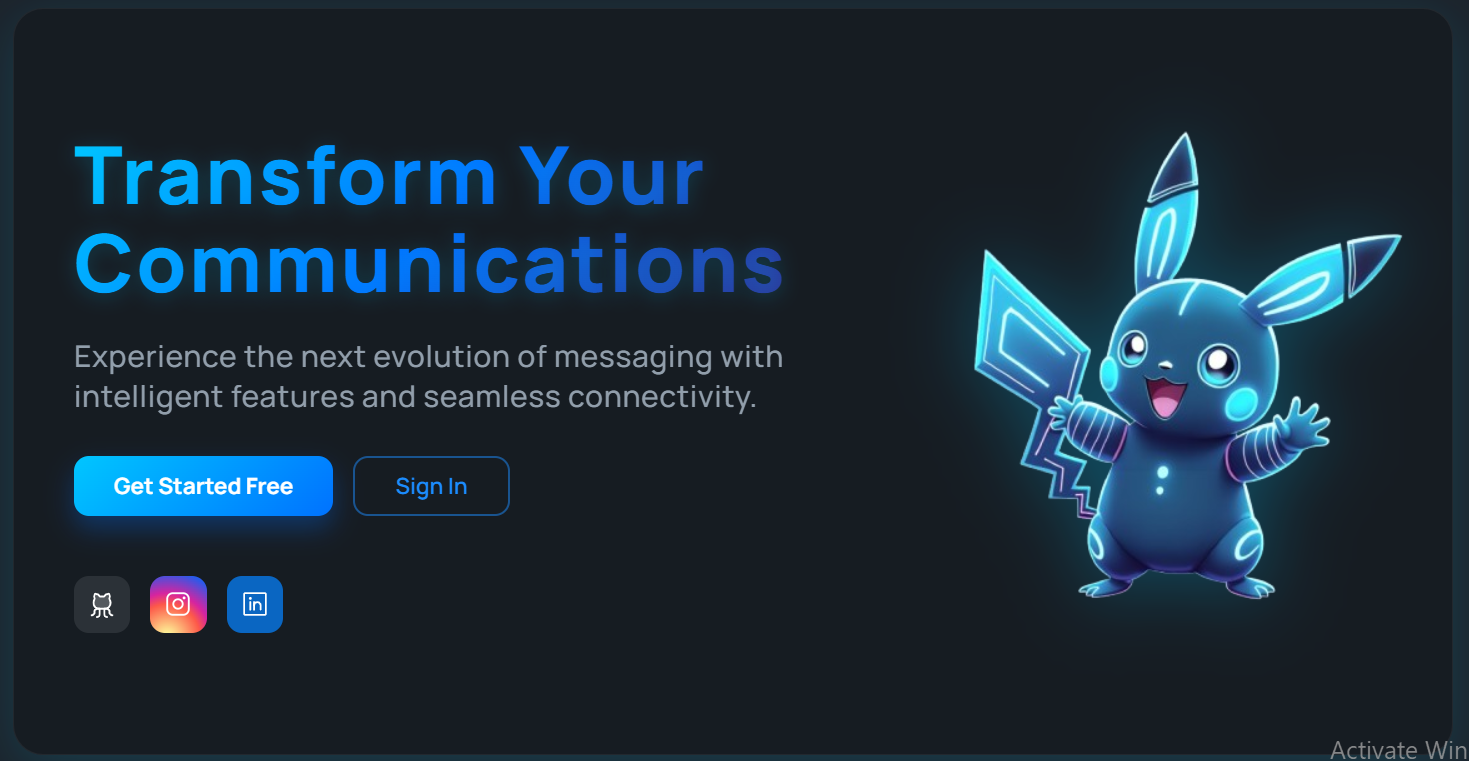 Transform Your
Communications
Experience the next evolution of messaging with
intelligent features and seamless connectivity.
Get Started Free
Sign In
in
Activate Win